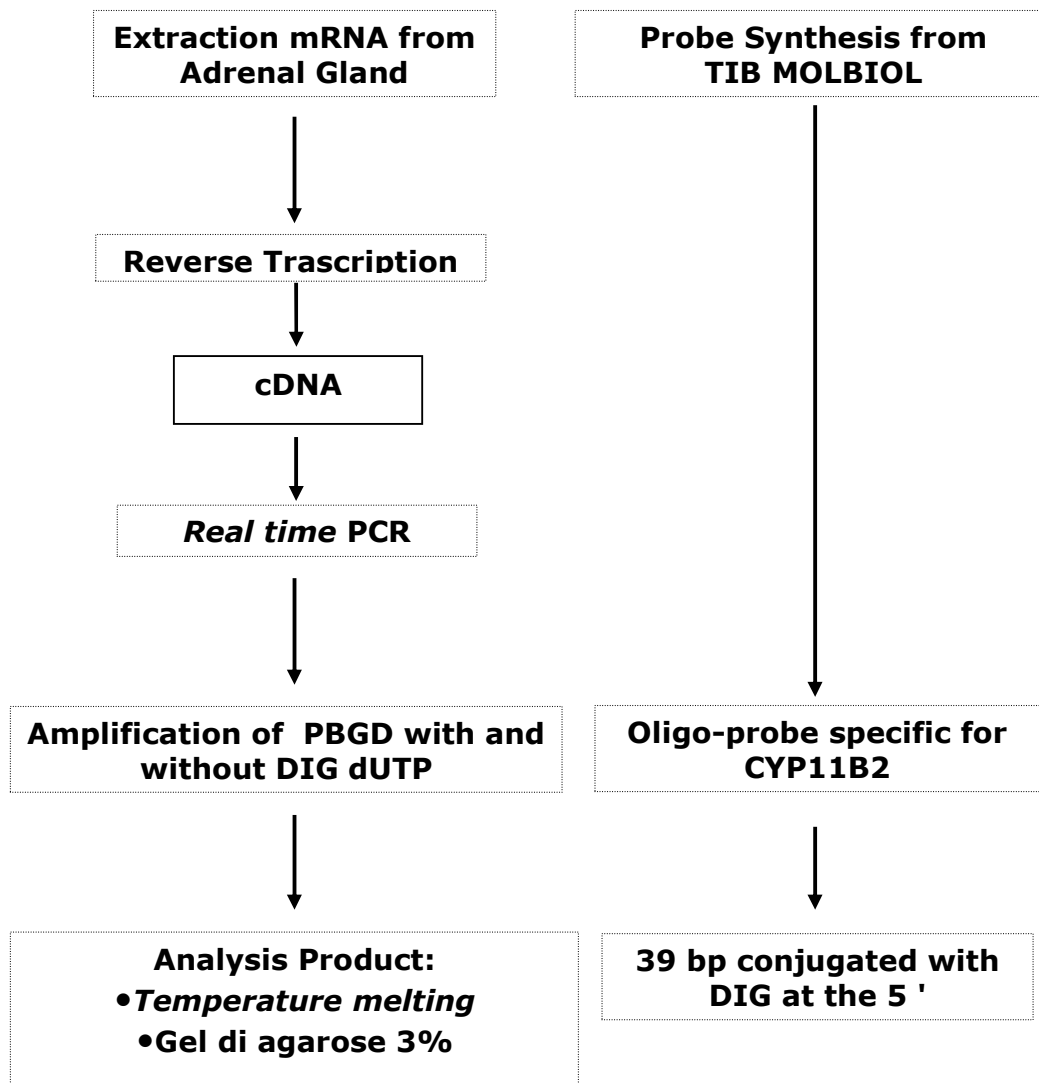 Extraction mRNA from
Adrenal Gland
Reverse Trascription
cDNA
Real time PCR
Amplification of PBGD with and
without DIG dUTP
Analysis Product:
•Temperature melting
•Gel di agarose 3%
Probe Synthesis from
TIB MOLBIOL
Oligo-probe specific for
CYP11B2
39 bp conjugated with
DIG at the 5 '